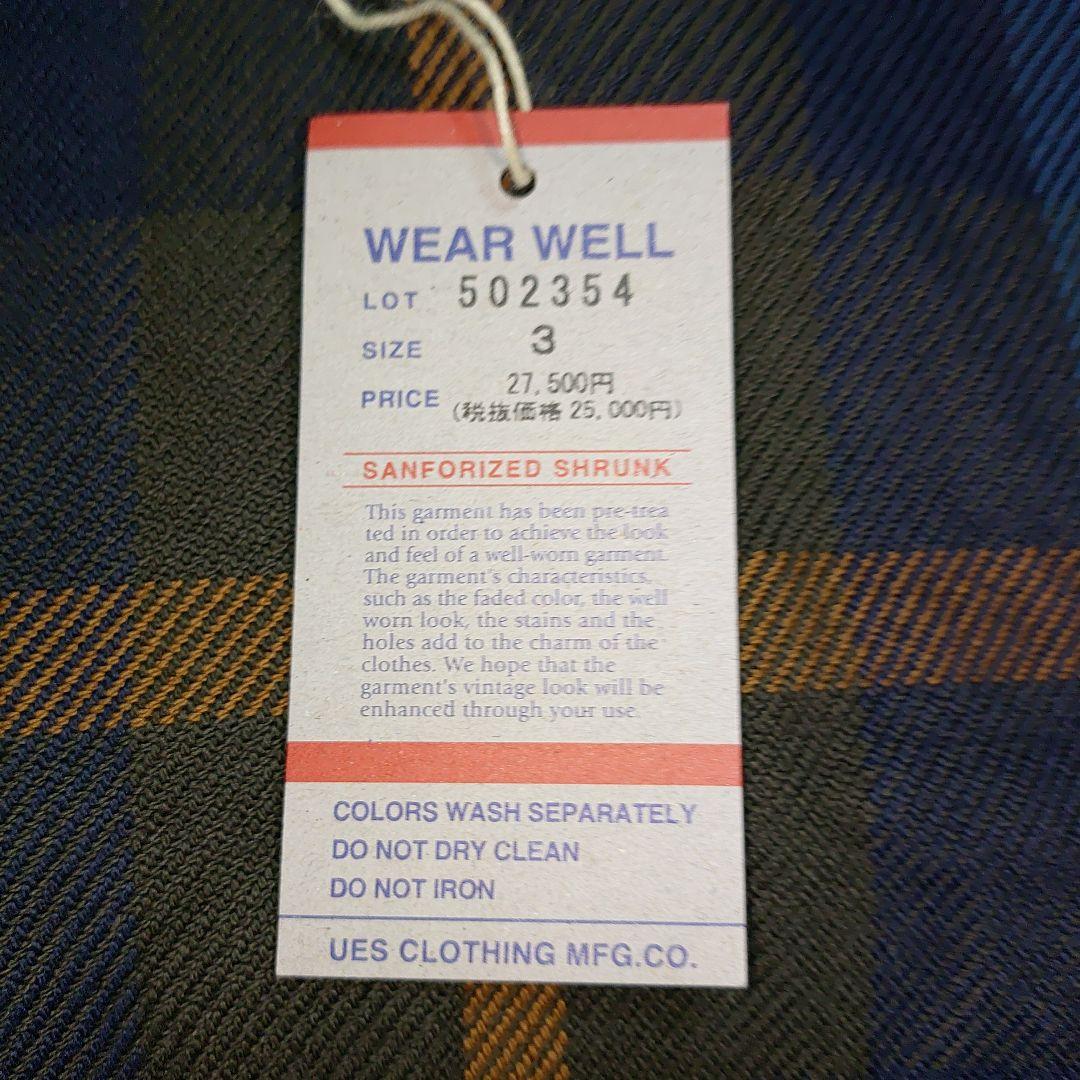 WEAR WELL
LOT 502354
SIZE 3
PRICE 27,500円
(税抜価格 25,000円)
SANFORIZED SHRUNK
This garment has been pre-trea
ted in order to achieve the look
and feel of a well-worn garment.
The garment's characteristics,
such as the faded color, the well
worn look, the stains and the
holes add to the charm of the
clothes. We hope that the
garment's vintage look will be
enhanced through your use.
COLORS WASH SEPARATELY
DO NOT DRY CLEAN
DO NOT IRON
UES CLOTHING MFG.CO.